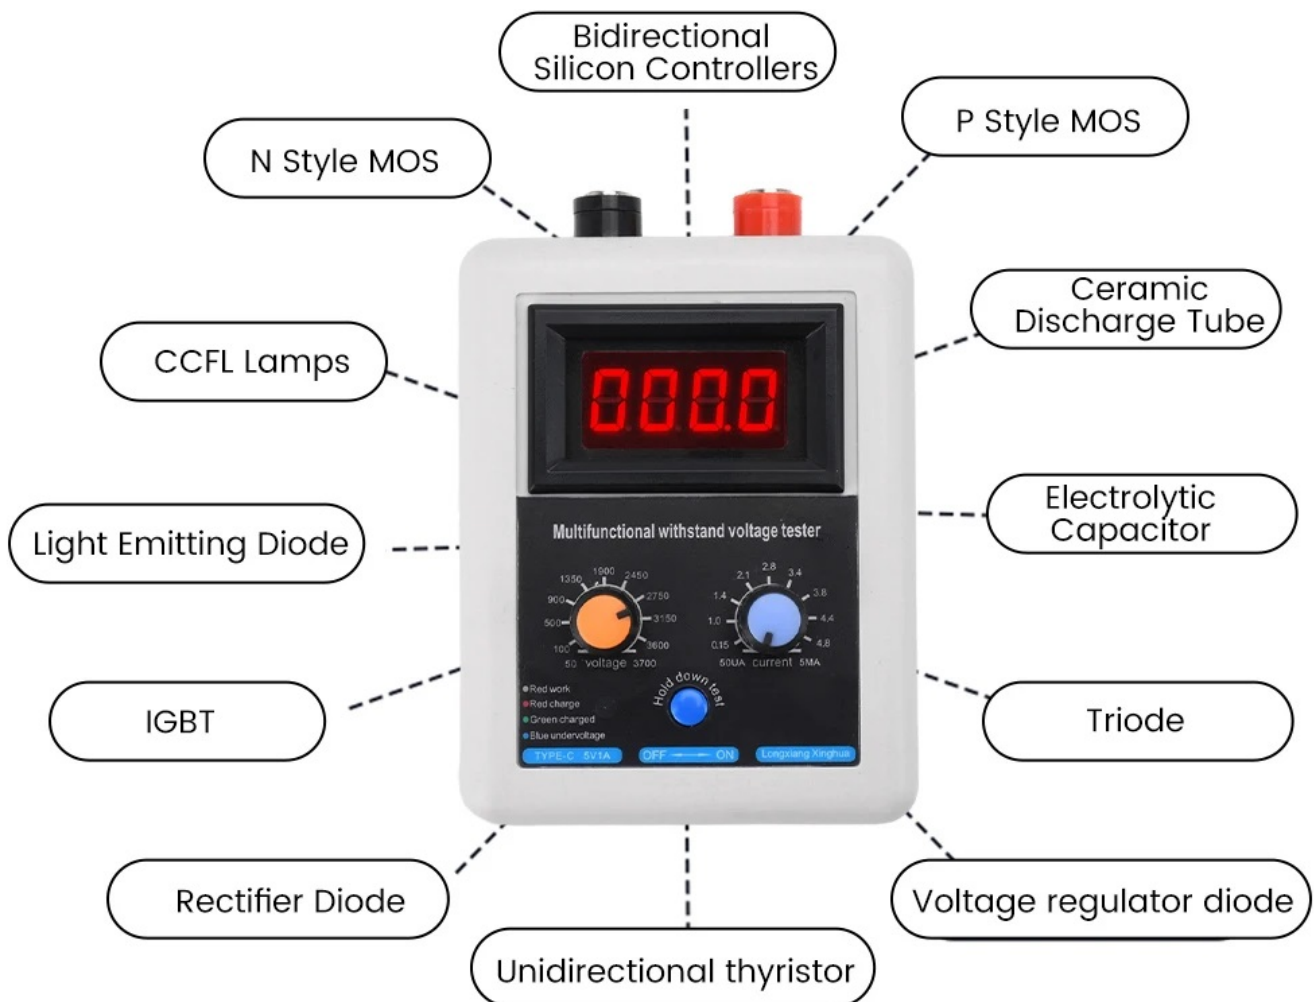 Bidirectional
Silicon Controllers
P Style MOS
N Style MOS
Ceramic
Discharge Tube
CCFL Lamps
000.0
Electrolytic
Capacitor
Light Emitting Diode
Multifunctional withstand voltage tester
50 100 500 900 1350 1900 2450 2750 3150 3600 3700
voltage
50UA 0.15 1.0 1.4 2.1 2.8 3.4 3.8 4.4 4.8 5MA
current
Hold down test
Red work
Red charge
Green charged
Blue undervoltage
TYPE-C 5V1A
OFF ON
Longxiang Xinghua
IGBT
Triode
Rectifier Diode
Voltage regulator diode
Unidirectional thyristor